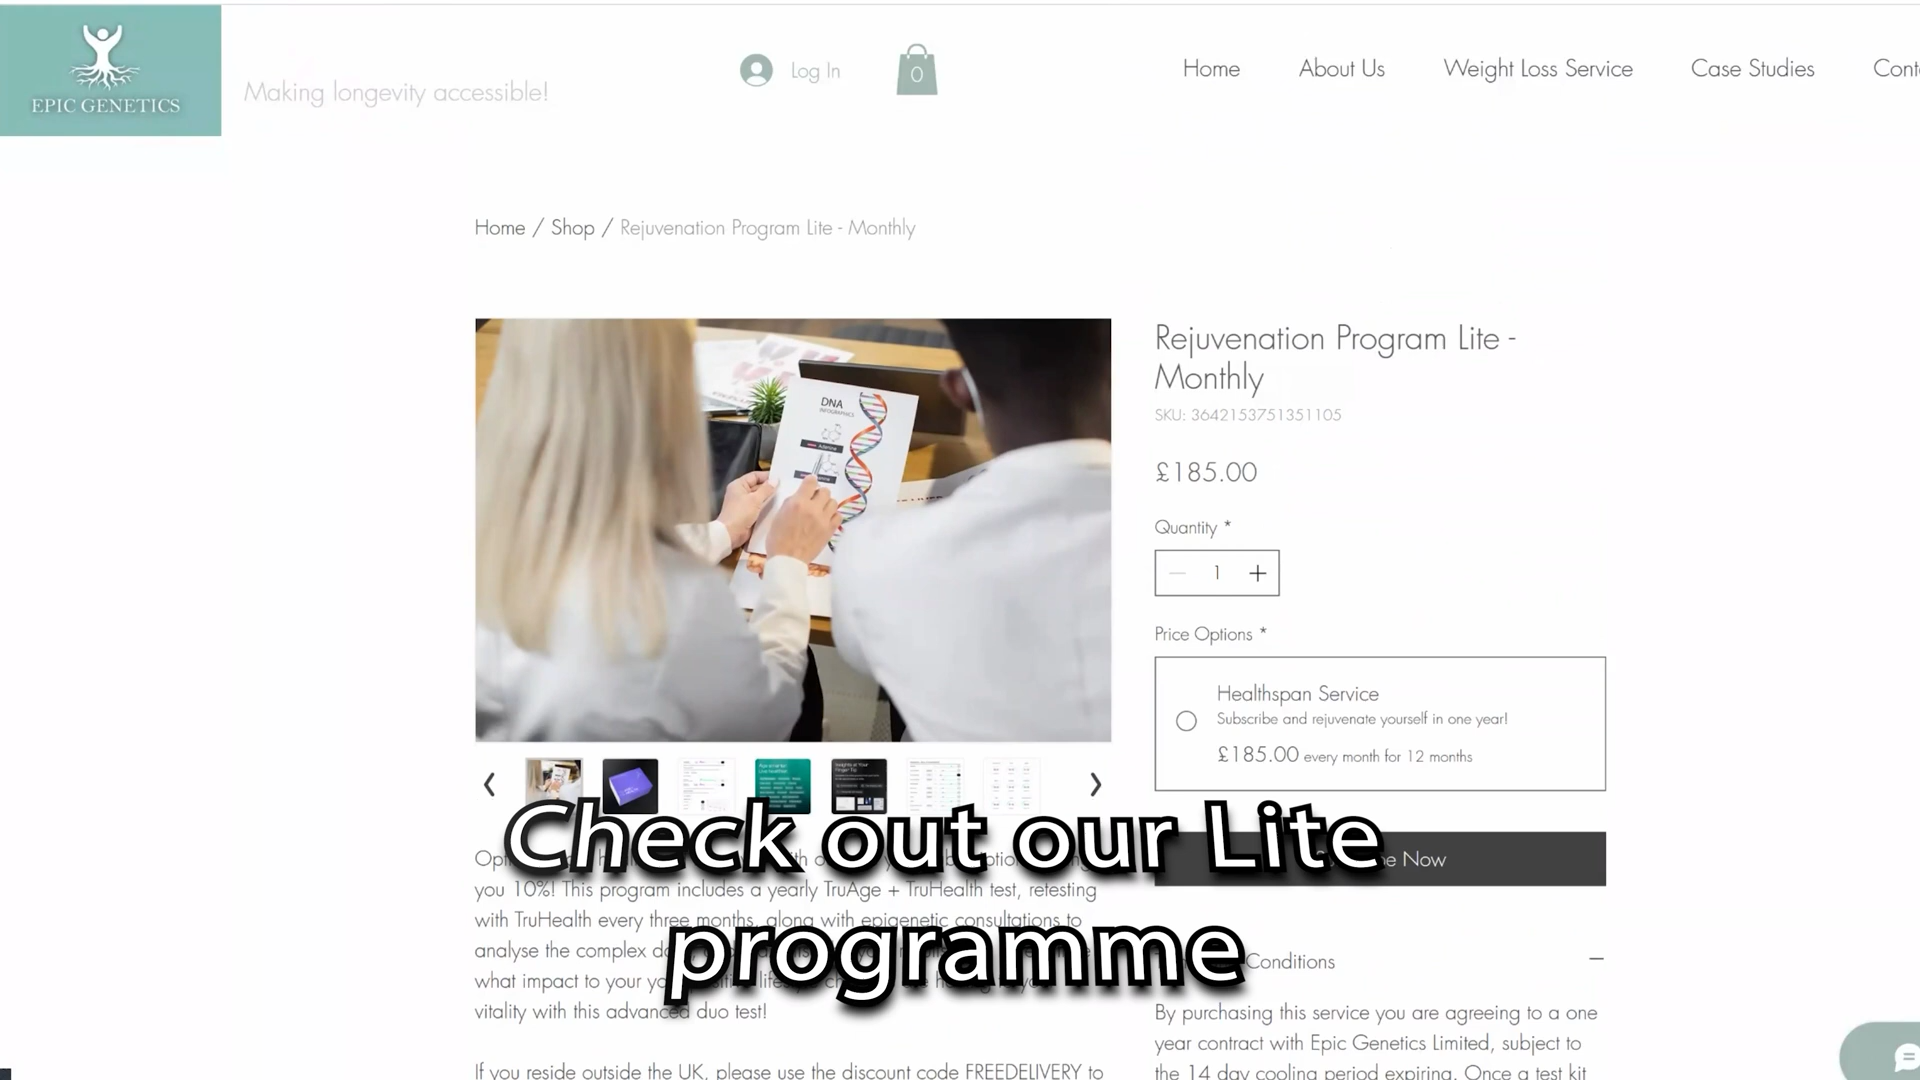 EPIC GENETICS
Making longevity accessible!
Log In
0
Home
About Us
Weight Loss Service
Case Studies
Home / Shop / Rejuvenation Program Lite - Monthly
DNA
INFOGRAPHICS
Rejuvenation Program Lite -
Monthly
SKU: 3642153751351105
£185.00
Quantity *
1
Price Options *
Healthspan Service
Subscribe and rejuvenate yourself in one year!
£185.00 every month for 12 months
Now
Check out our Lite
programme
you 10%! This program includes a yearly TruAge + TruHealth test, retesting
with TruHealth every three months, along with epigenetic consultations to
analyse the complex
what impact to your
vitality with this advanced duo test!
If you reside outside the UK, please use the discount code FREEDELIVERY to
Conditions
By purchasing this service you are agreeing to a one
year contract with Epic Genetics Limited, subject to
the 14 day cooling period expiring. Once a test kit